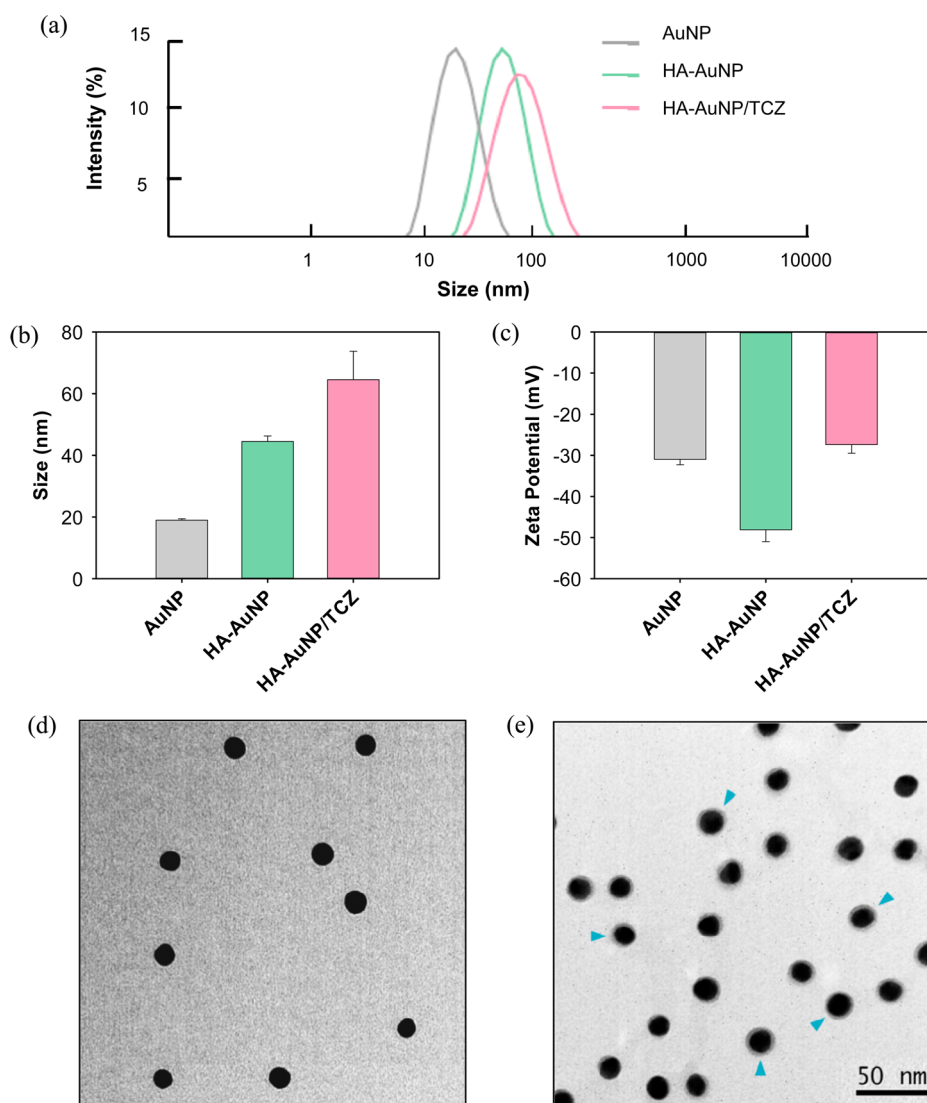 (a)
15
10
5
Intensity (%)
AuNP
HA-AuNP
HA-AuNP/TCZ
1
10
100
1000
10000
Size (nm)
(b)
80
60
40
20
0
Size (nm)
AuNP
HA-AuNP
HA-AuNP/TCZ
(c)
0
-10
-20
-30
-40
-50
-60
Zeta Potential (mV)
AuNP
HA-AuNP
HA-AuNP/TCZ
(d)
(e)
50 nm